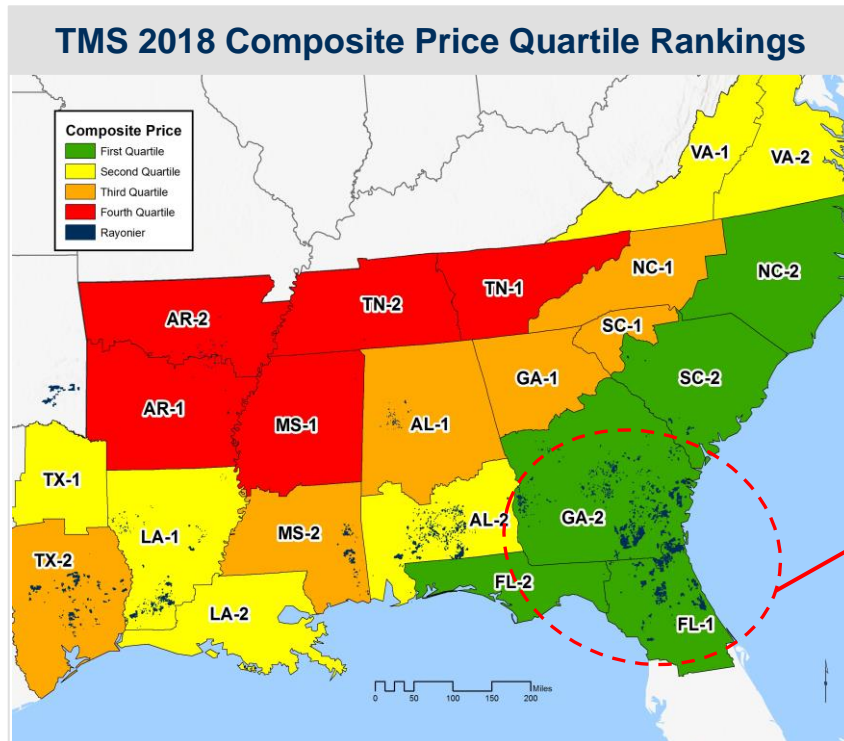 TMS 2018 Composite Price Quartile Rankings
Composite Price
First Quartile
Second Quartile
Third Quartile
Fourth Quartile
Rayonier
VA-1
VA-2
NC-1
NC-2
TN-1
TN-2
AR-2
SC-1
GA-1
SC-2
AR-1
MS-1
AL-1
TX-1
AL-2
GA-2
LA-1
MS-2
TX-2
FL-2
LA-2
FL-1
0 50 100 150 200 Miles